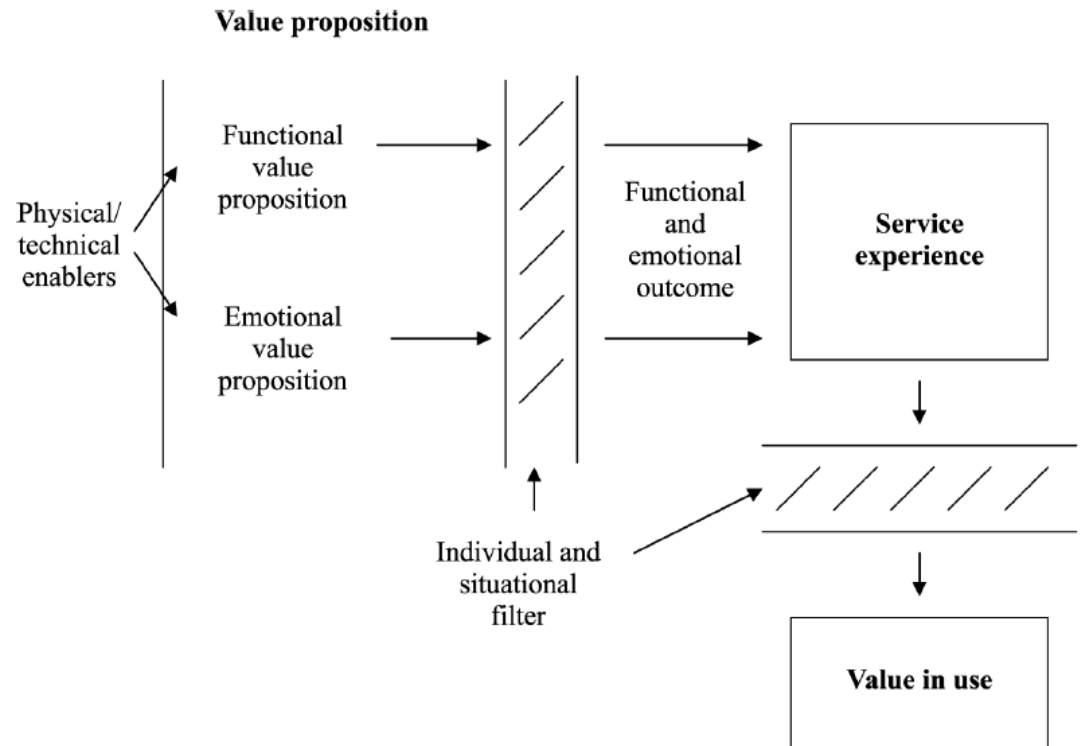 Value proposition
Functional
value
proposition
Physical/
technical
enablers
Emotional
value
proposition
Functional
and
emotional
outcome
Service
experience
Individual and
situational
filter
Value in use